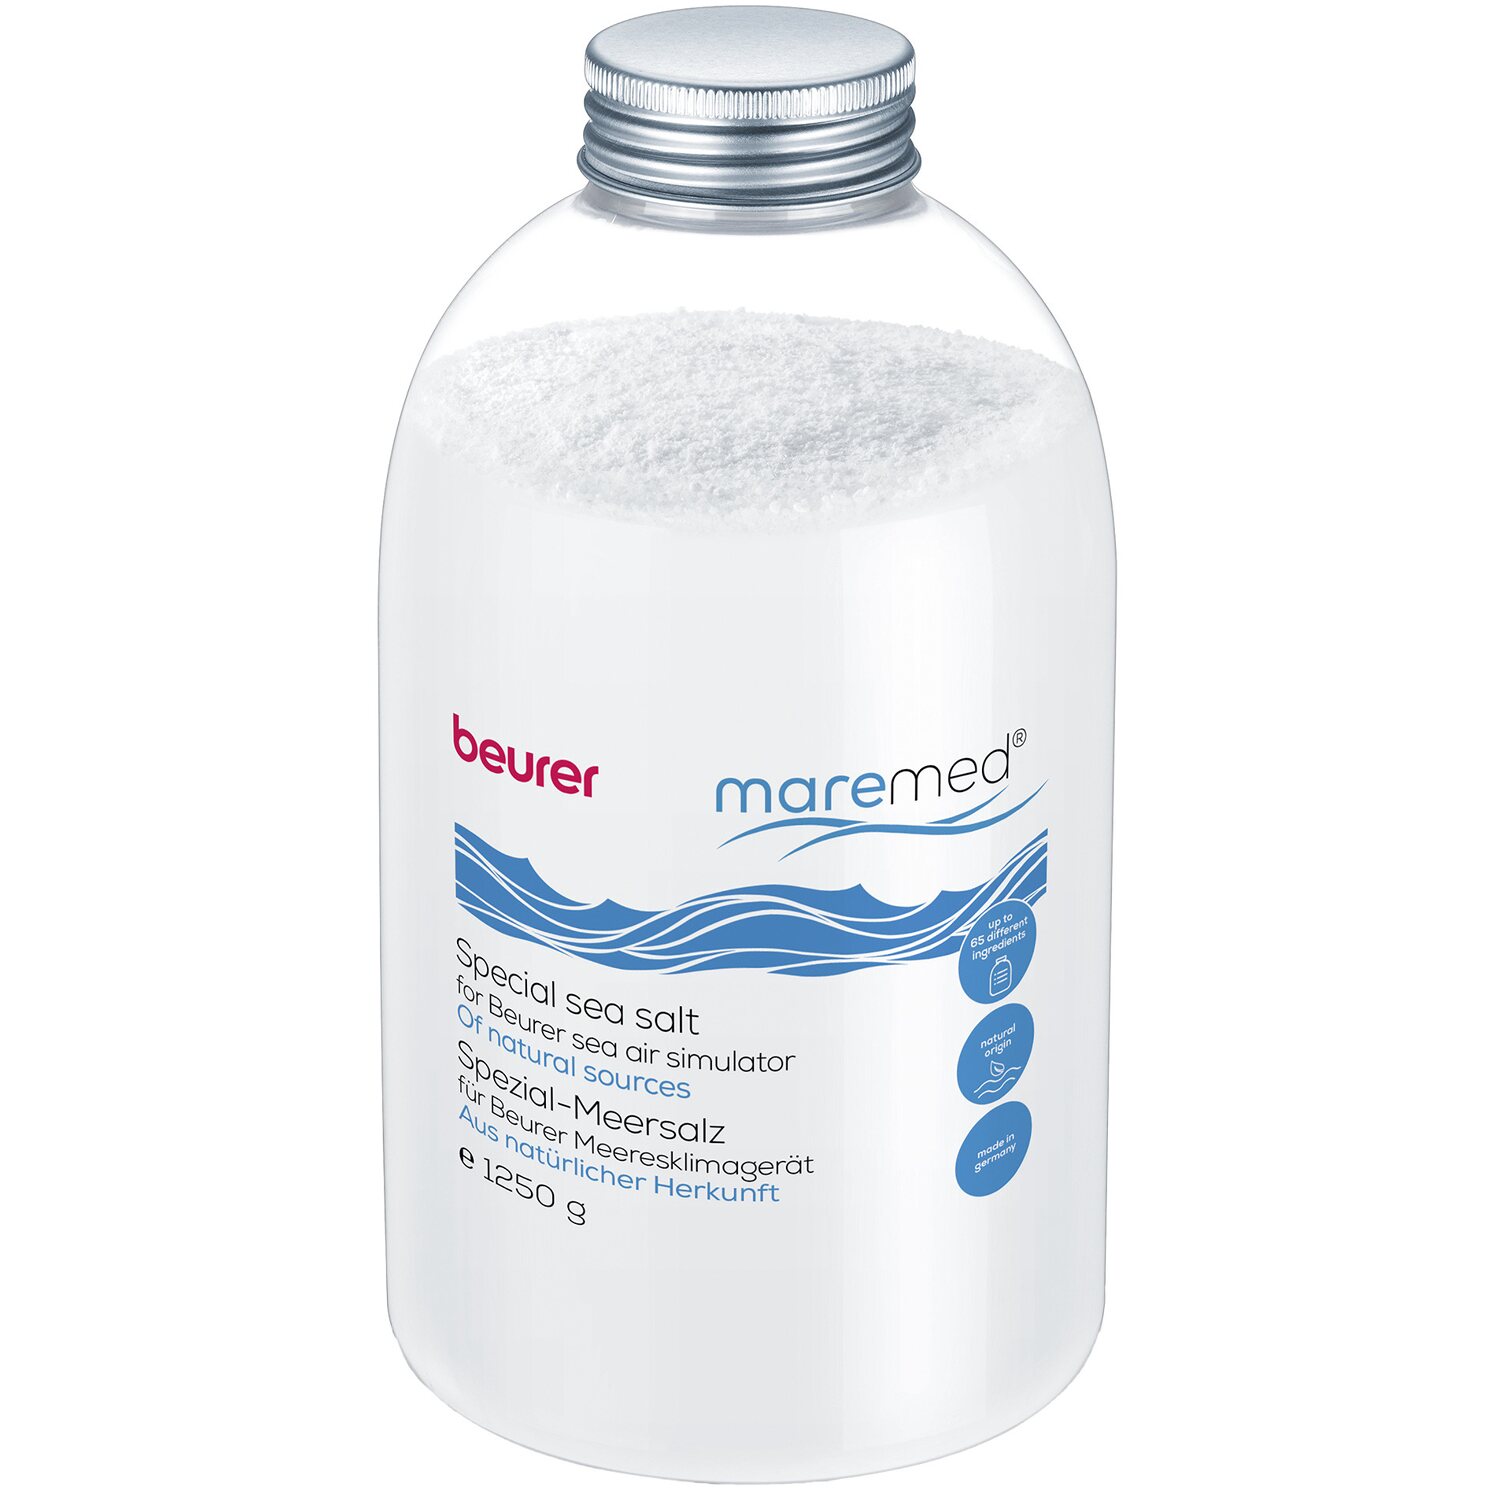 beurer
maremed®
up to
65 different
ingredients
natural
origin
made in
germany
Special sea salt
for Beurer sea air simulator
Of natural sources
Spezial-Meersalz
für Beurer Meeresklimagerät
Aus natürlicher Herkunft
℮ 1250 g